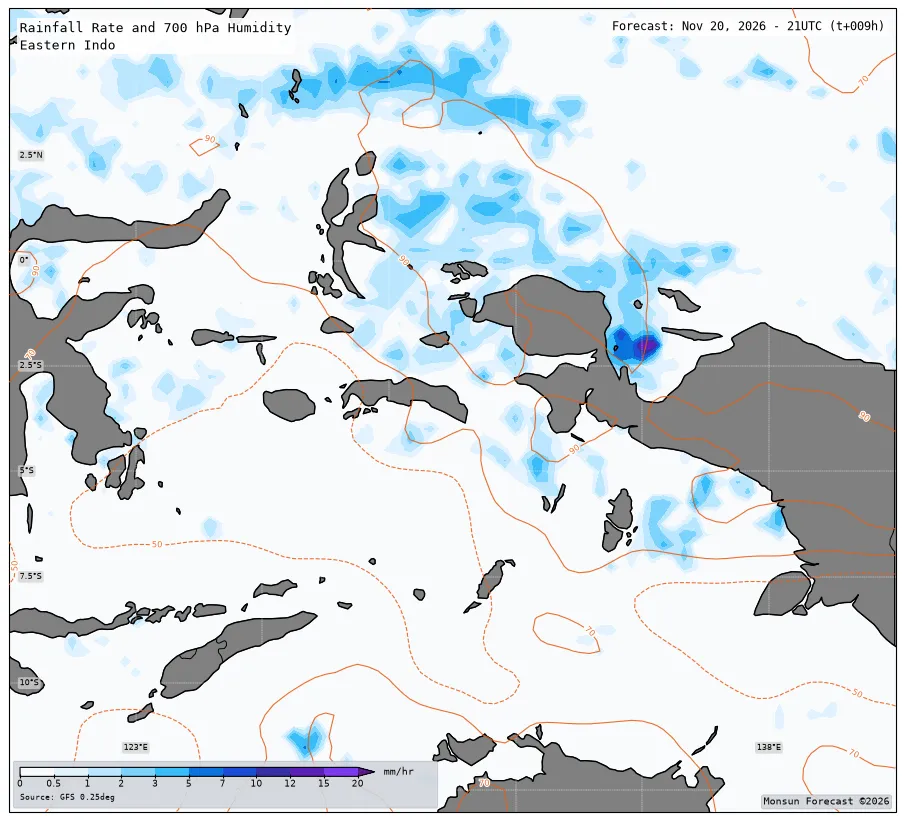 Rainfall Rate and 700 hPa Humidity
Eastern Indo
Forecast: Nov 20, 2026 - 21UTC (t+009h)
70
90
2.5°N
90
0°
90
70
2.5°S
90
90
5°S
50
50
7.5°S
70
10°S
50
123°E
138°E
70
70
0 0.5 1 2 3 5 7 10 12 15 20 mm/hr
Source: GFS 0.25deg
Monsun Forecast ©2026